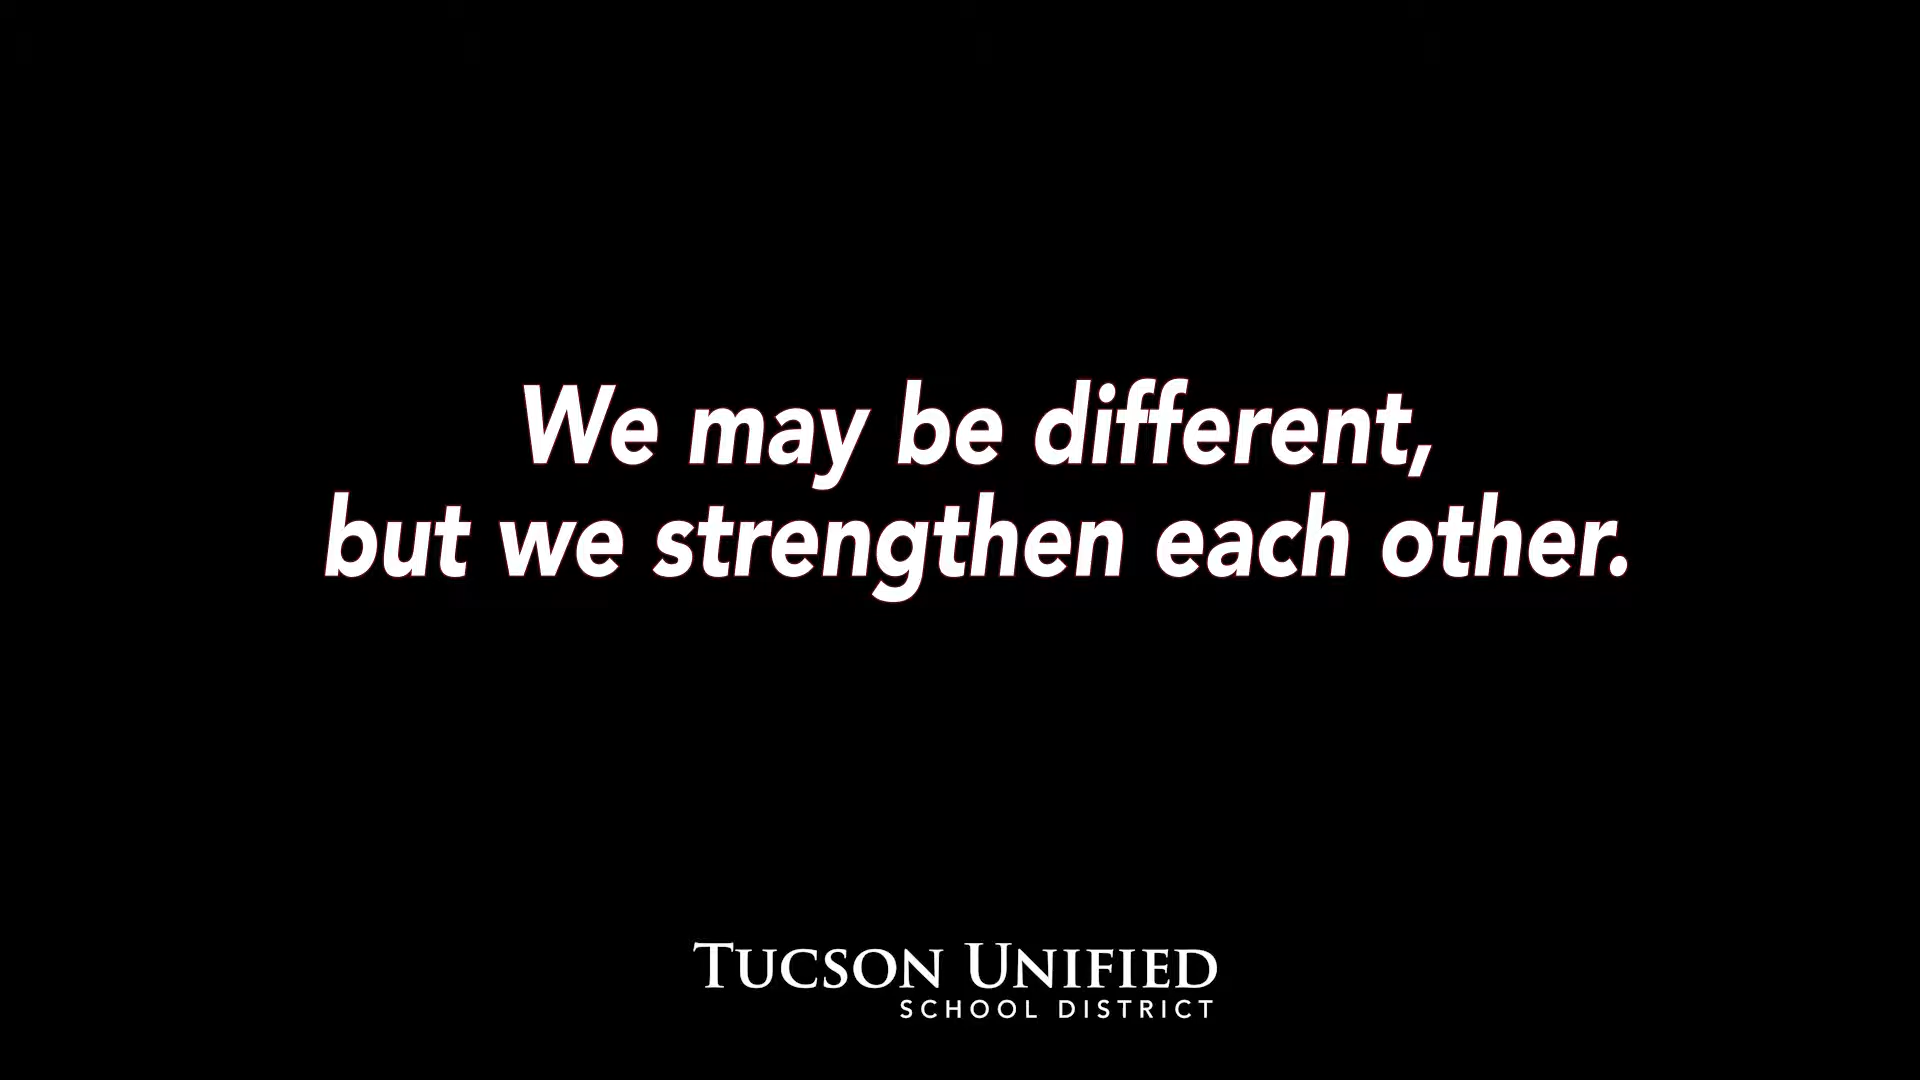 We may be different,
but we strengthen each other.
TUCSON UNIFIED
SCHOOL DISTRICT